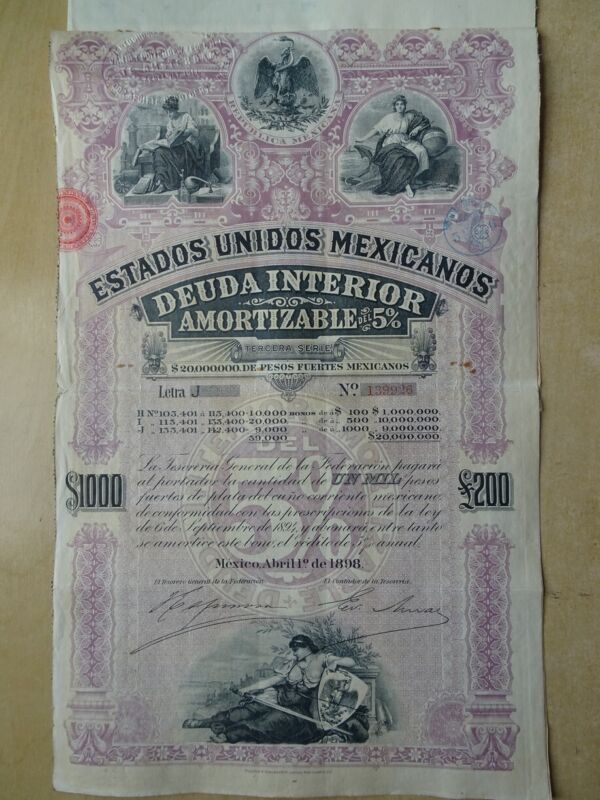 REPUBLICA MEXICANA
ESTADOS UNIDOS MEXICANOS
DEUDA INTERIOR
AMORTIZABLE DEL 5%
TERCERA SERIE
$20,000000. DE PESOS FUERTES MEXICANOS
Letra J
Nº 139926
H Nº 103,401 á 113,400-10,000 BONOS de á $ 100 $ 1.000,000.
I „ 113,401 „ 133,400-20,000 „ de á „ 500 „10,000,000.
J „ 133,401 „ 142,400- 9,000 „ de á „ 1000 „ 9,000,000.
39,000 $20,000,000.
La Tesorería General de la Federación pagará
al portador la cantidad de UN MIL pesos
fuertes de plata del cuño corriente mexicano
de conformidad con las prescripciones de la ley
de 6 de Septiembre de 1894, y abonará, entre tanto
se amortice este bono, el rédito de 5% anual.
$1000
£200
México, Abril 1º de 1898.
El Tesorero General de la Federación
El Contador de la Tesorería.